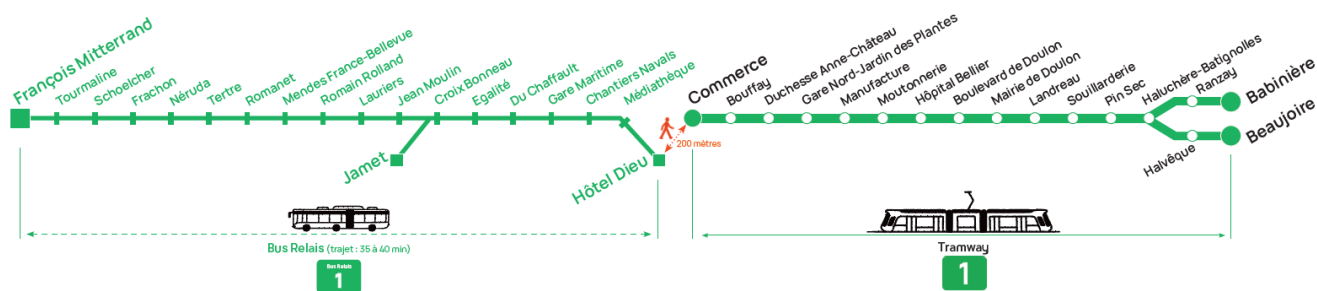 François Mitterrand
Tourmaline
Schoelcher
Frachon
Néruda
Tertre
Romanet
Mendes France-Bellevue
Romain Rolland
Lauriers
Jean Moulin
Croix Bonneau
Egalité
Du Chaffault
Gare Maritime
Chantiers Navals
Médiathèque
Jamet
Hôtel Dieu
200 mètres
Commerce
Bouffay
Duchesse Anne-Château
Gare Nord-Jardin des Plantes
Manufacture
Moutonnerie
Hôpital Bellier
Boulevard de Doulon
Mairie de Doulon
Landreau
Souillarderie
Pin Sec
Haluchère-Batignolles
Ranzay
Babinière
Beaujoire
Halvêque
Bus Relais (trajet : 35 à 40 min)
Bus Relais
1
Tramway
1